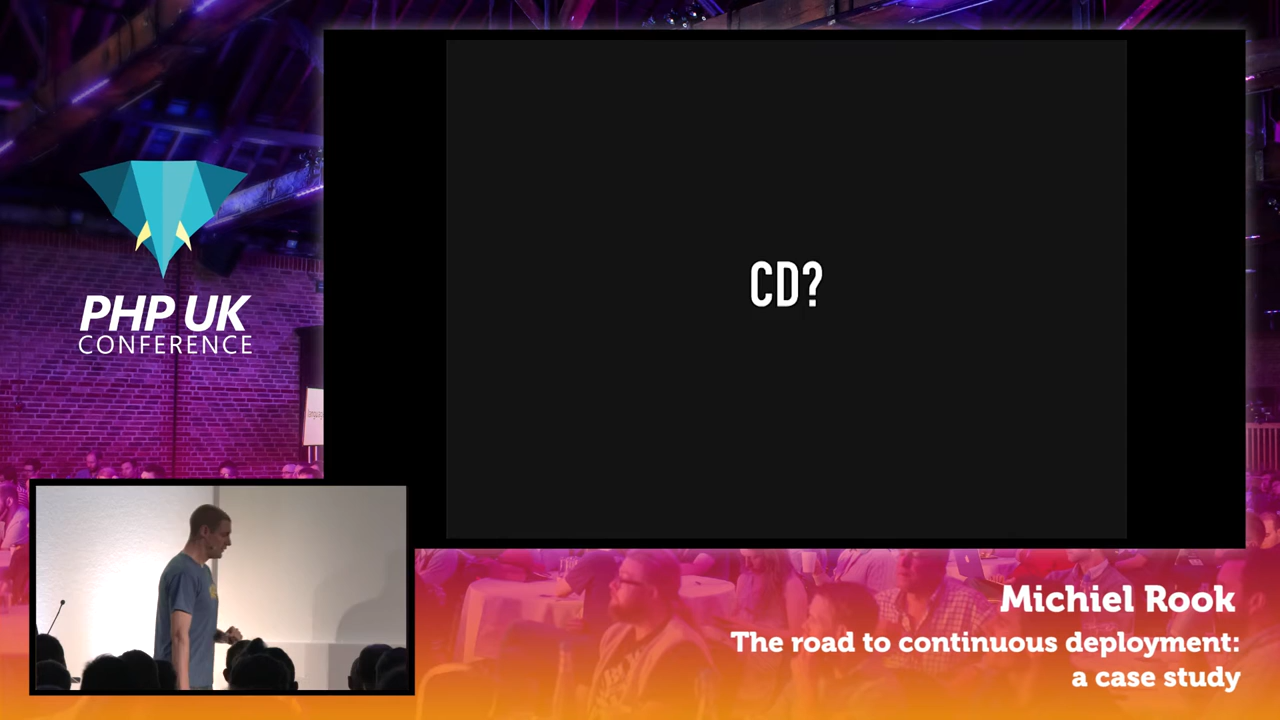 CD?
PHP UK
CONFERENCE
Michiel Rook
The road to continuous deployment:
a case study